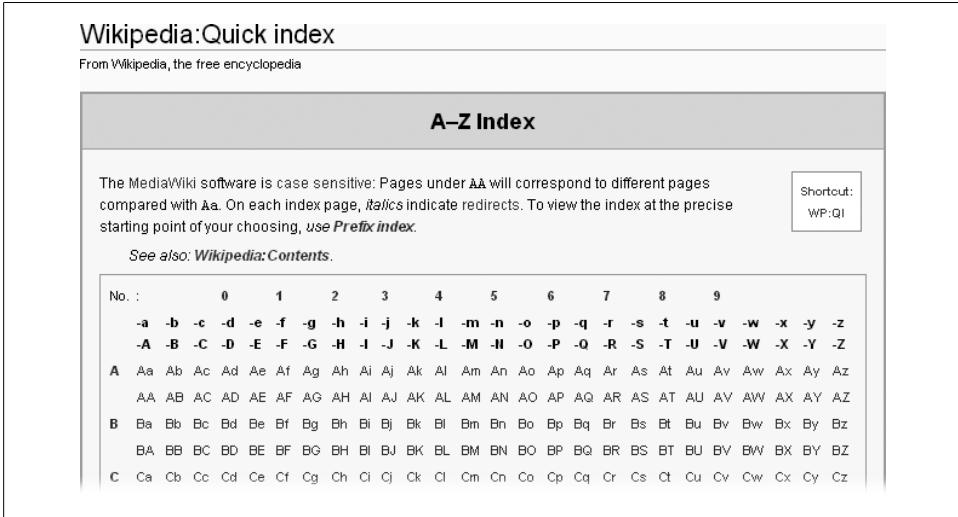 Wikipedia:Quick index
From Wikipedia, the free encyclopedia
A–Z Index
The MediaWiki software is case sensitive: Pages under AA will correspond to different pages
compared with Aa. On each index page, italics indicate redirects. To view the index at the precise
starting point of your choosing, use Prefix index.
Shortcut:
WP:QI
See also: Wikipedia:Contents.
No. : 0 1 2 3 4 5 6 7 8 9
-a -b -c -d -e -f -g -h -i -j -k -l -m -n -o -p -q -r -s -t -u -v -w -x -y -z
-A -B -C -D -E -F -G -H -I -J -K -L -M -N -O -P -Q -R -S -T -U -V -W -X -Y -Z
A Aa Ab Ac Ad Ae Af Ag Ah Ai Aj Ak Al Am An Ao Ap Aq Ar As At Au Av Aw Ax Ay Az
AA AB AC AD AE AF AG AH AI AJ AK AL AM AN AO AP AQ AR AS AT AU AV AW AX AY AZ
B Ba Bb Bc Bd Be Bf Bg Bh Bi Bj Bk Bl Bm Bn Bo Bp Bq Br Bs Bt Bu Bv Bw Bx By Bz
BA BB BC BD BE BF BG BH BI BJ BK BL BM BN BO BP BQ BR BS BT BU BV BW BX BY BZ
C Ca Cb Cc Cd Ce Cf Cg Ch Ci Cj Ck Cl Cm Cn Co Cp Cq Cr Cs Ct Cu Cv Cw Cx Cy Cz